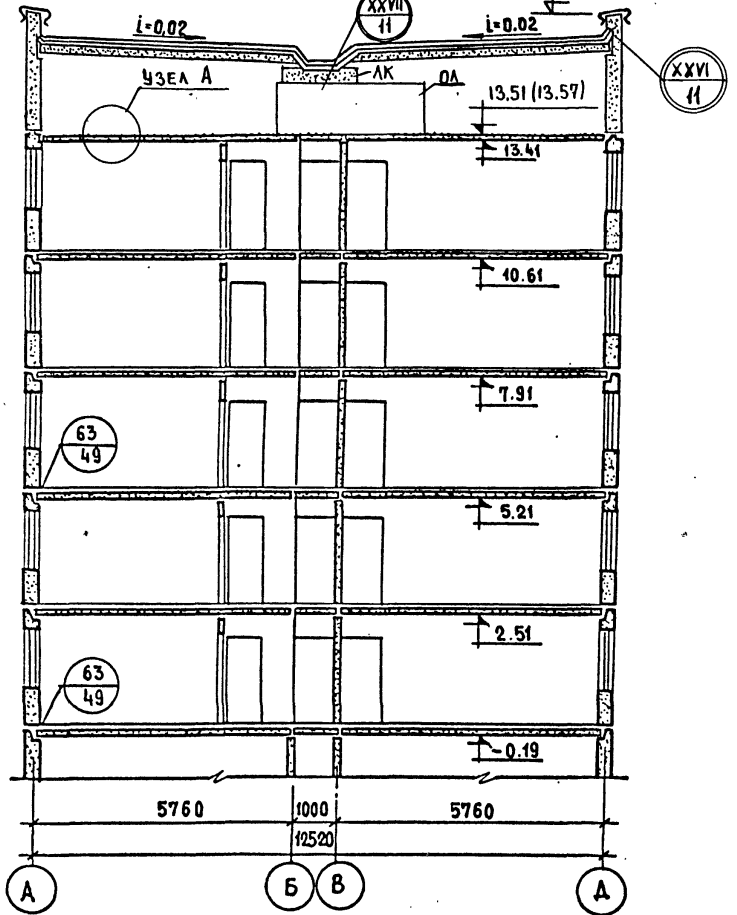 XXVII
11
i=0,02
i=0.02
XXVI
11
УЗЕЛ А
ЛК
ОЛ
13,51 (13.57)
13.41
10.61
7.91
63
49
5.21
2.51
63
49
-0.19
5760
1000
5760
12520
А
Б
В
Д